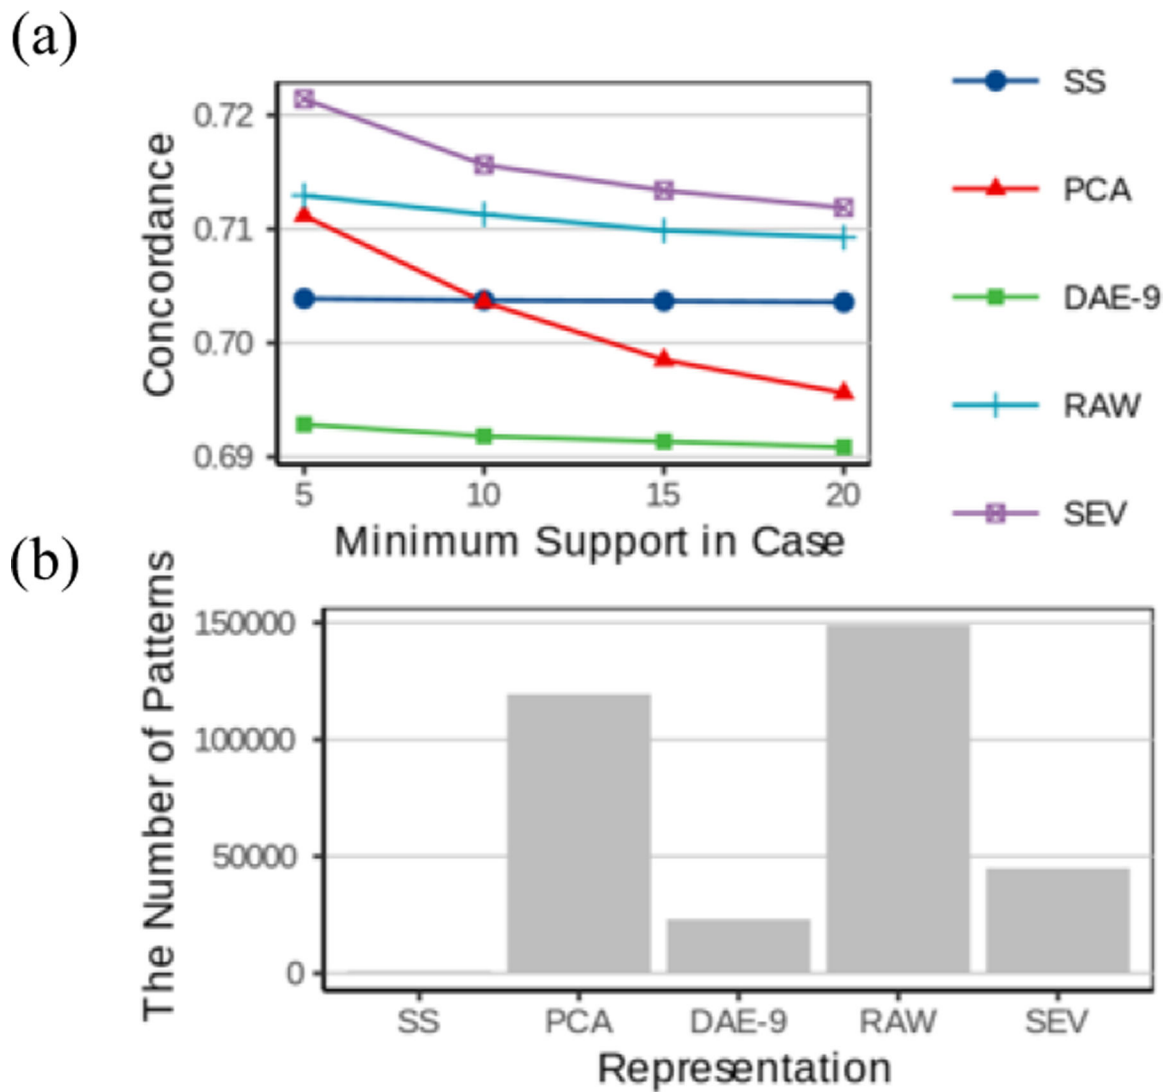 (a)
Concordance
0.72
0.71
0.70
0.69
5 10 15 20
Minimum Support in Case
SS
PCA
DAE-9
RAW
SEV
(b)
The Number of Patterns
150000
100000
50000
0
SS PCA DAE-9 RAW SEV
Representation